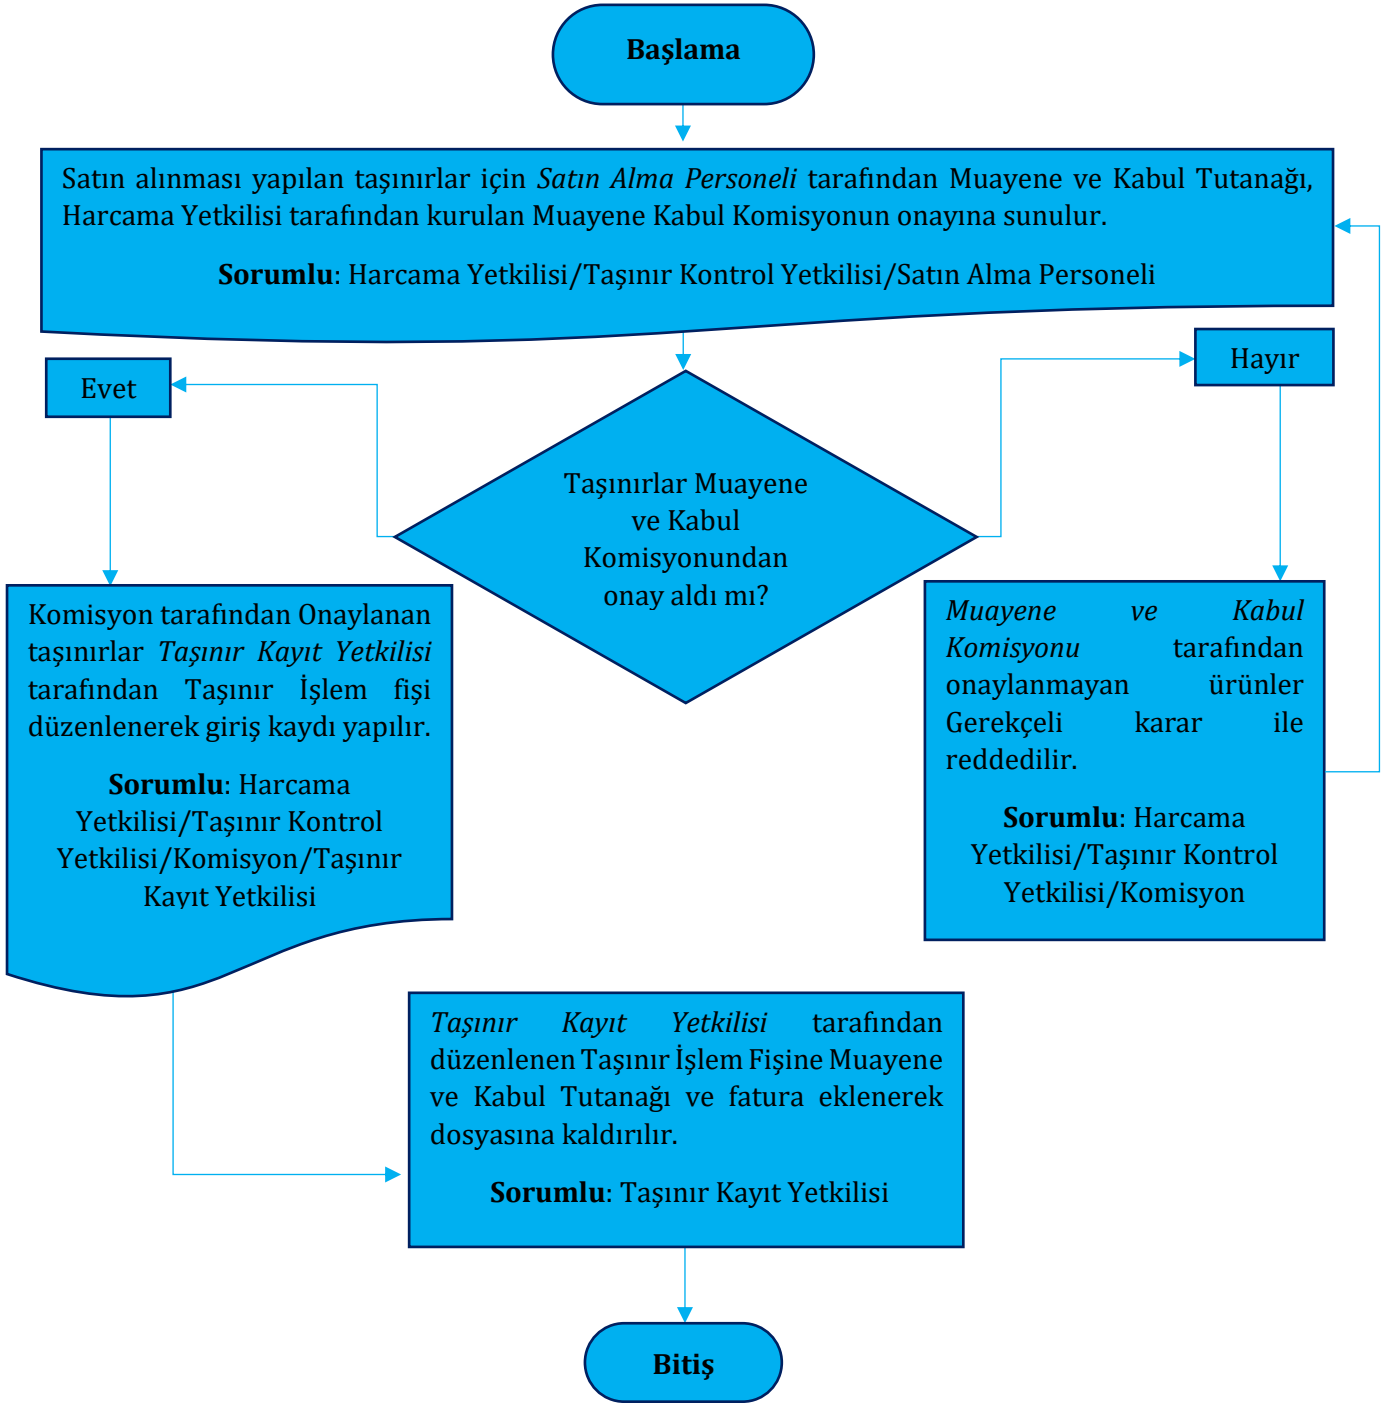 Başlama
Satın alınması yapılan taşınırlar için Satın Alma Personeli tarafından Muayene ve Kabul Tutanağı,
Harcama Yetkilisi tarafından kurulan Muayene Kabul Komisyonun onayına sunulur.
Sorumlu: Harcama Yetkilisi/Taşınır Kontrol Yetkilisi/Satın Alma Personeli
Evet
Hayır
Taşınırlar Muayene
ve Kabul
Komisyonundan
onay aldı mı?
Komisyon tarafından Onaylanan
taşınırlar Taşınır Kayıt Yetkilisi
tarafından Taşınır İşlem fişi
düzenlenerek giriş kaydı yapılır.
Sorumlu: Harcama
Yetkilisi/Taşınır Kontrol
Yetkilisi/Komisyon/Taşınır
Kayıt Yetkilisi
Muayene ve Kabul
Komisyonu tarafından
onaylanmayan ürünler
Gerekçeli karar ile
reddedilir.
Sorumlu: Harcama
Yetkilisi/Taşınır Kontrol
Yetkilisi/Komisyon
Taşınır Kayıt Yetkilisi tarafından
düzenlenen Taşınır İşlem Fişine Muayene
ve Kabul Tutanağı ve fatura eklenerek
dosyasına kaldırılır.
Sorumlu: Taşınır Kayıt Yetkilisi
Bitiş